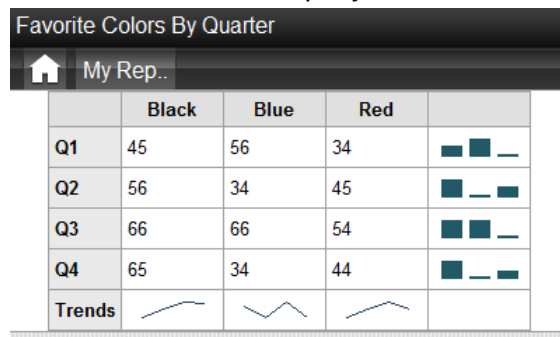 Favorite Colors By Quarter
My Rep..
Black Blue Red
Q1 45 56 34
Q2 56 34 45
Q3 66 66 54
Q4 65 34 44
Trends